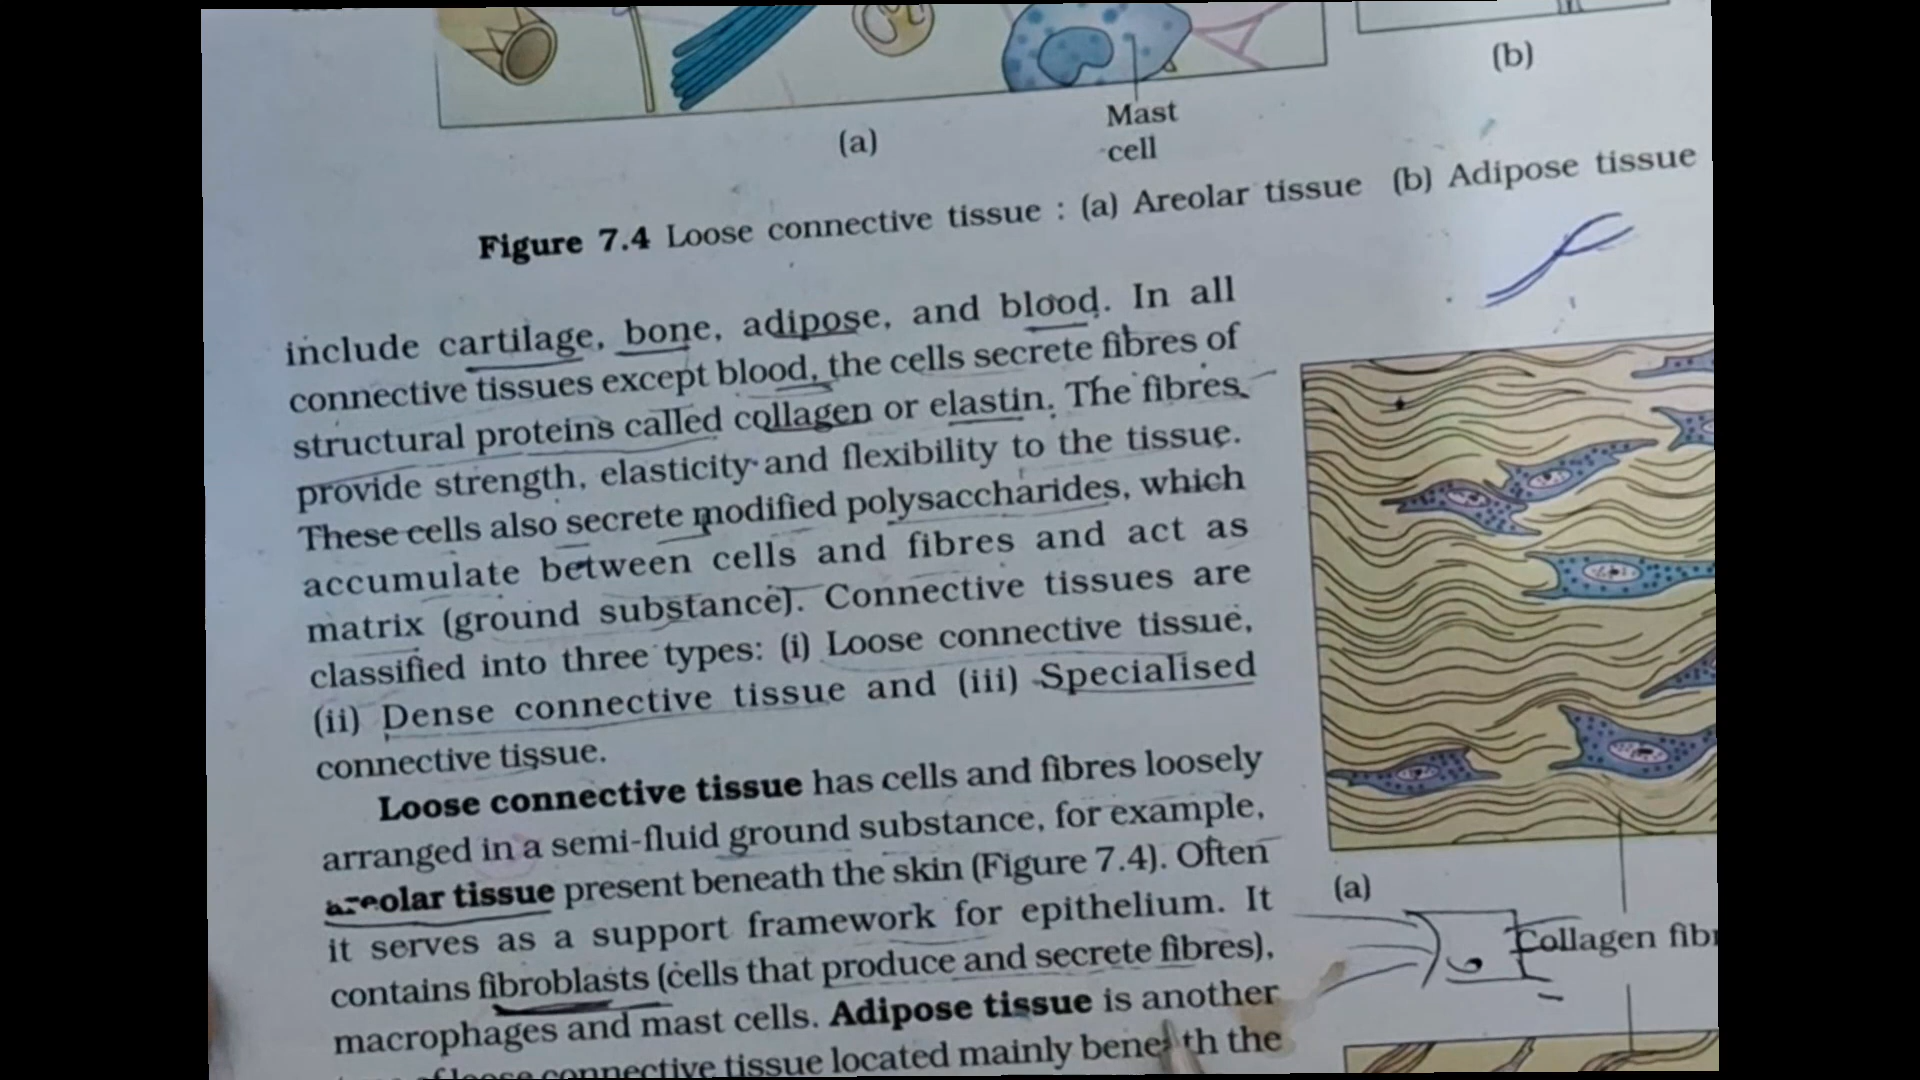 (b)
Mast
cell
(a)
Figure 7.4 Loose connective tissue : (a) Areolar tissue (b) Adipose tissue
include cartilage, bone, adipose, and blood. In all
connective tissues except blood, the cells secrete fibres of
structural proteins called collagen or elastin. The fibres
provide strength, elasticity and flexibility to the tissue.
These cells also secrete modified polysaccharides, which
accumulate between cells and fibres and act as
matrix (ground substance). Connective tissues are
classified into three types: (i) Loose connective tissue,
(ii) Dense connective tissue and (iii) Specialised
connective tissue.
Loose connective tissue has cells and fibres loosely
arranged in a semi-fluid ground substance, for example,
areolar tissue present beneath the skin (Figure 7.4). Often
it serves as a support framework for epithelium. It
contains fibroblasts (cells that produce and secrete fibres),
macrophages and mast cells. Adipose tissue is another
of loose connective tissue located mainly beneath the
(a)
Collagen